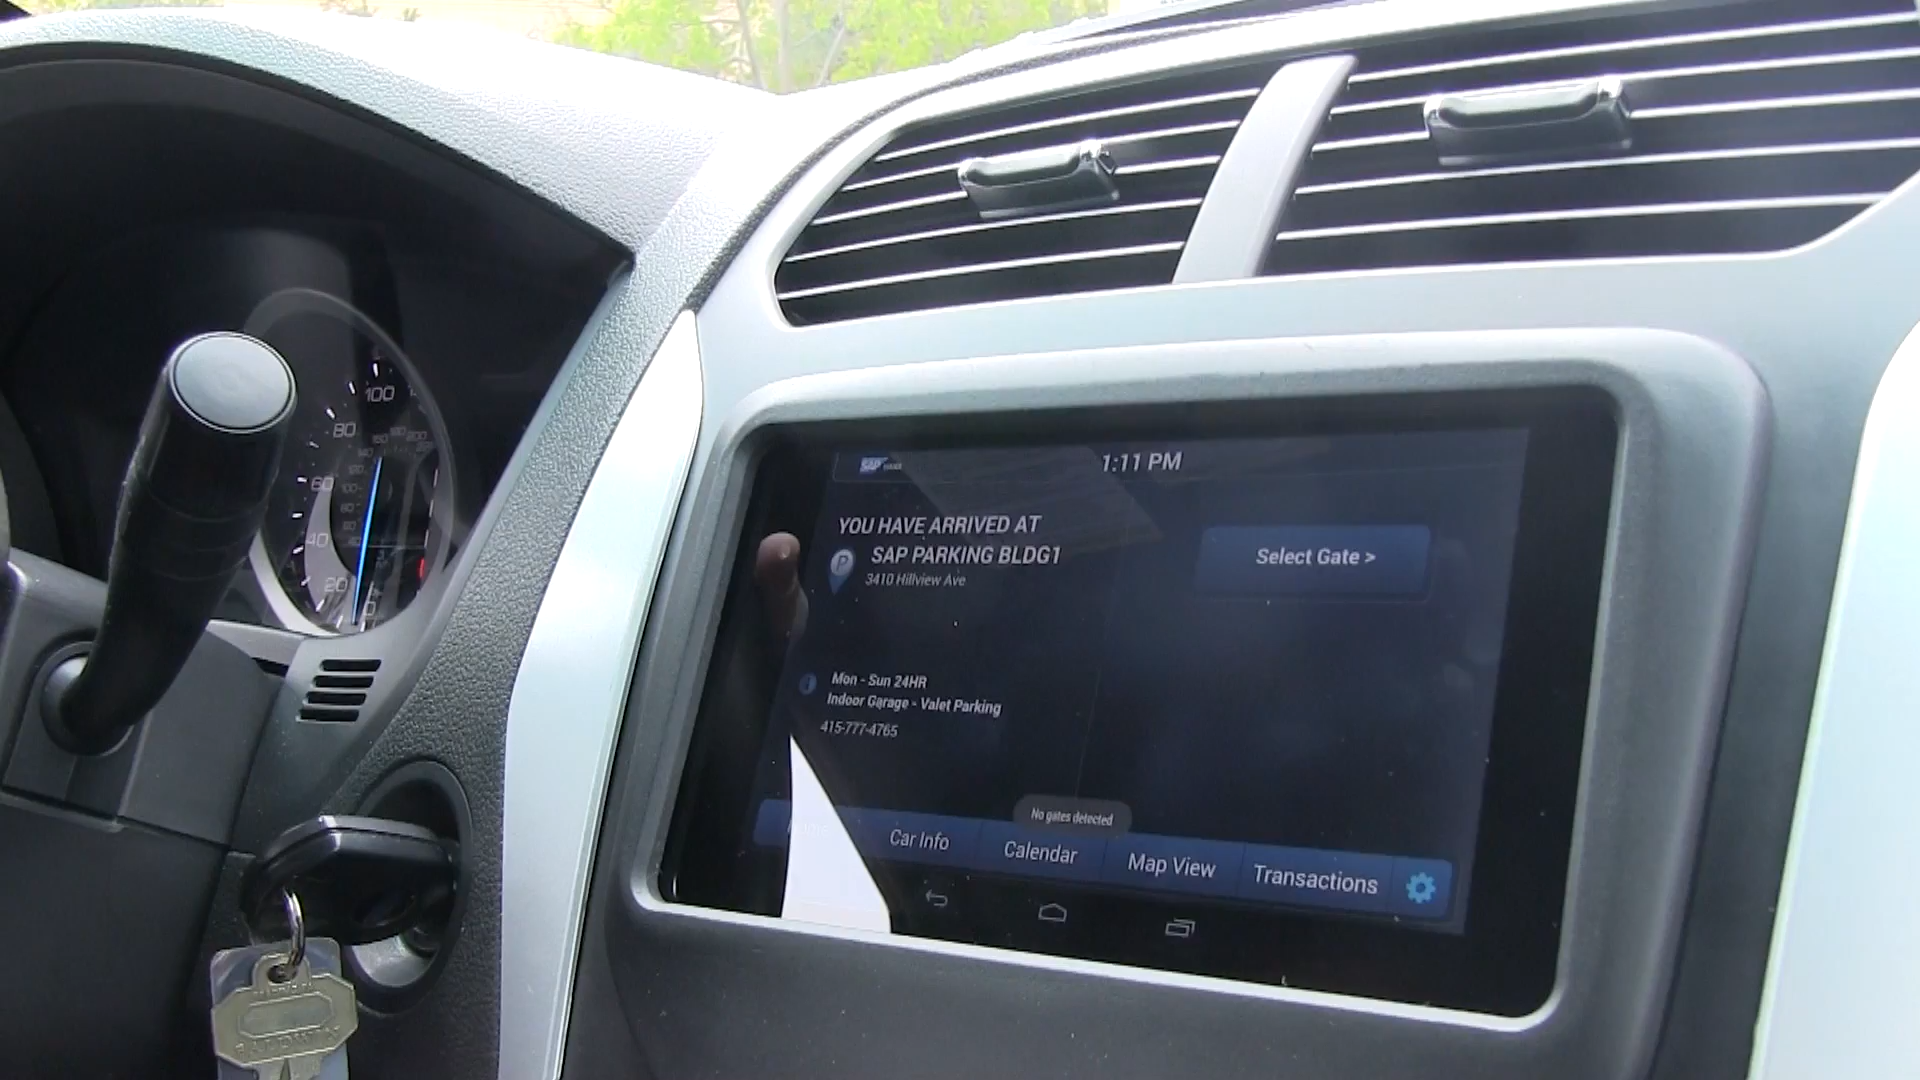 100
80
60
40
20
0
SAP
1:11 PM
YOU HAVE ARRIVED AT
SAP PARKING BLDG1
3410 Hillview Ave
P
Select Gate >
Mon - Sun 24HR
Indoor Garage - Valet Parking
415-777-4765
No gates detected
Car Info
Calendar
Map View
Transactions
BALDWIN